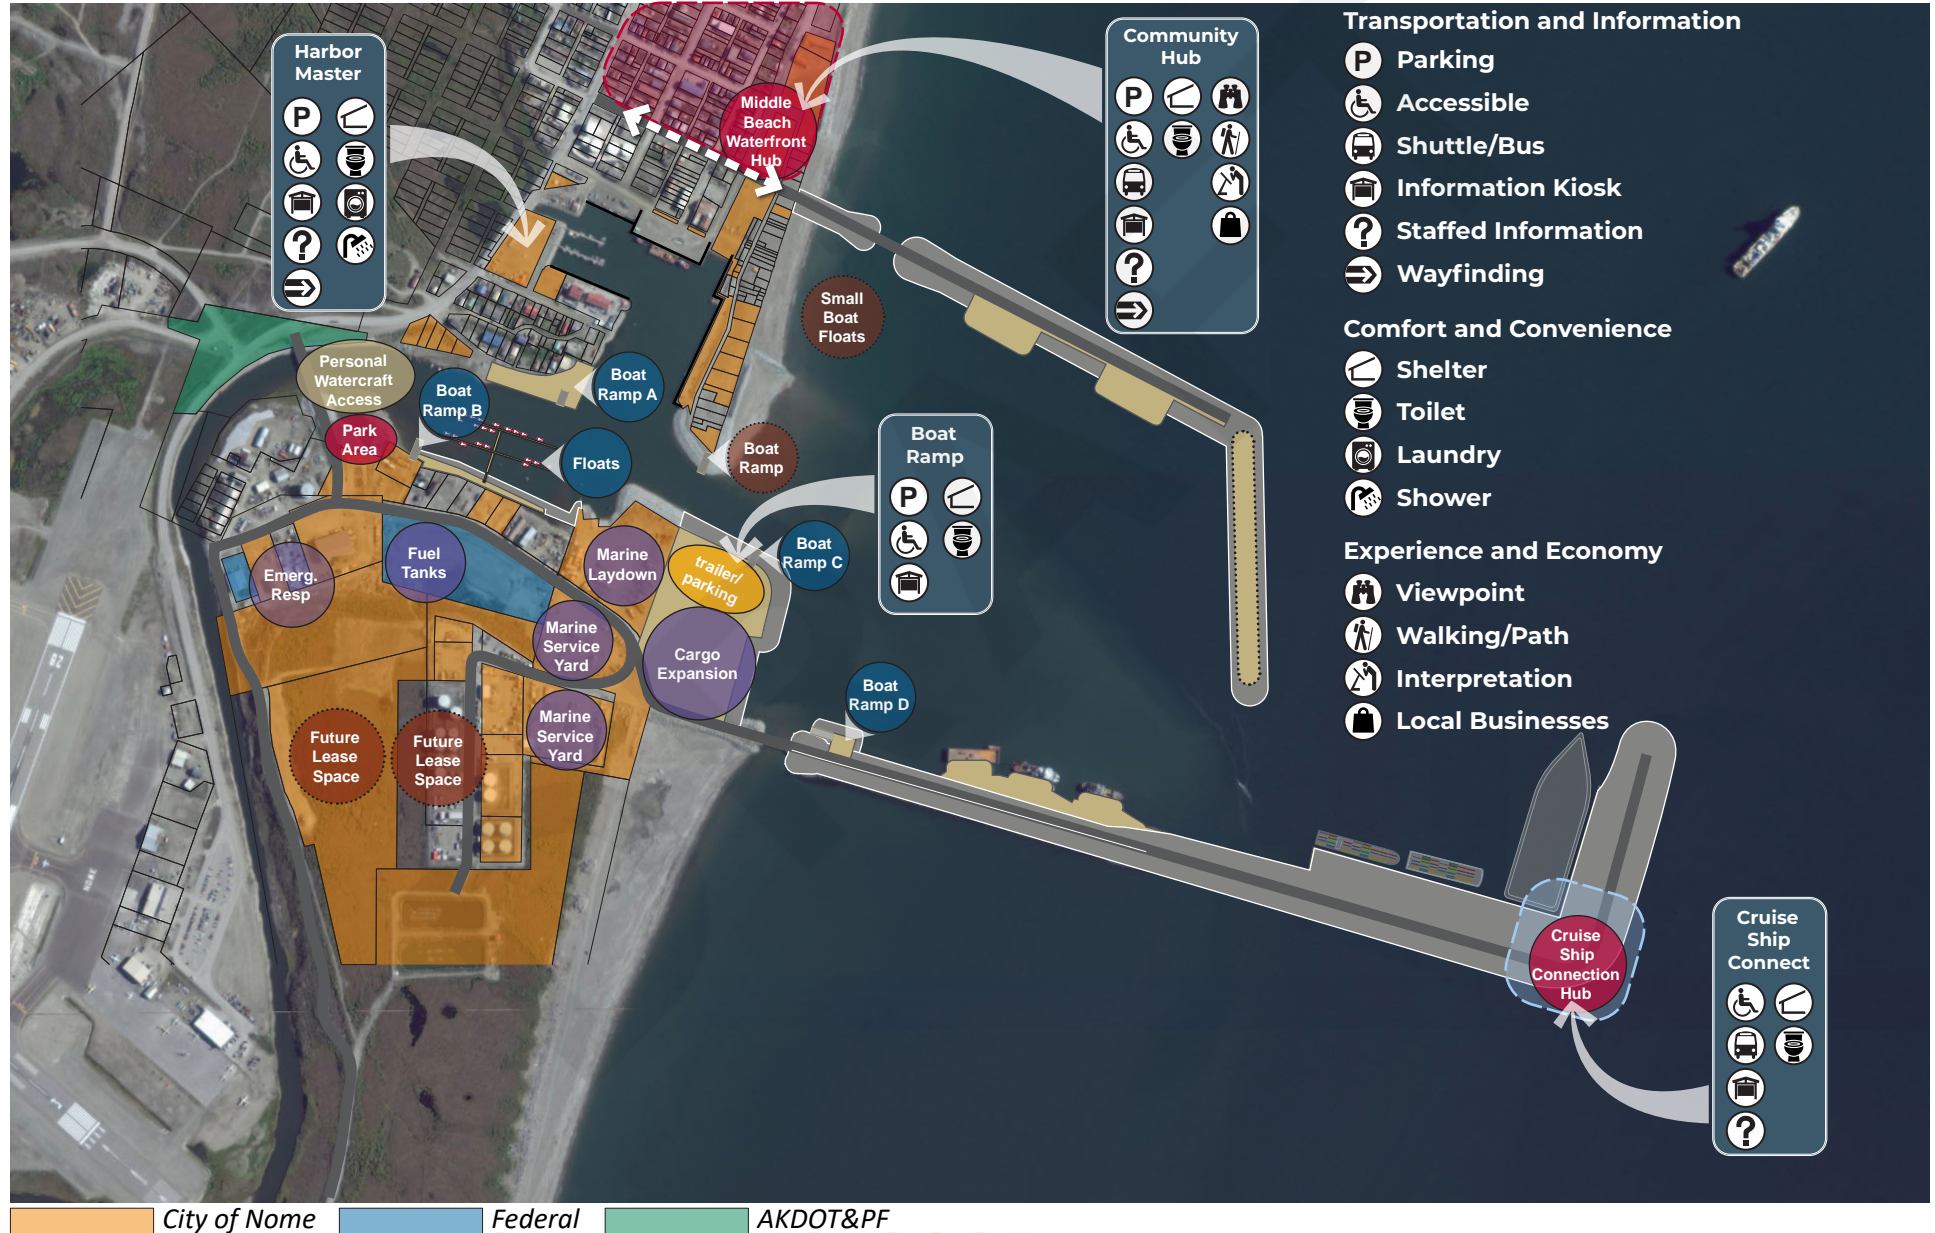 Harbor
Master
P
?
Middle
Beach
Waterfront
Hub
Community
Hub
P
?
Transportation and Information
P Parking
Accessible
Shuttle/Bus
Information Kiosk
? Staffed Information
Wayfinding
Comfort and Convenience
Shelter
Toilet
Laundry
Shower
Experience and Economy
Viewpoint
Walking/Path
Interpretation
Local Businesses
Small
Boat
Floats
Personal
Watercraft
Access
Boat
Ramp B
Boat
Ramp A
Park
Area
Floats
Boat
Ramp
Boat
Ramp
P
Emerg.
Resp
Fuel
Tanks
Marine
Laydown
trailer/
parking
Boat
Ramp C
Marine
Service
Yard
Cargo
Expansion
Boat
Ramp D
Future
Lease
Space
Future
Lease
Space
Marine
Service
Yard
Cruise
Ship
Connection
Hub
Cruise
Ship
Connect
?
City of Nome
Federal
AKDOT&PF